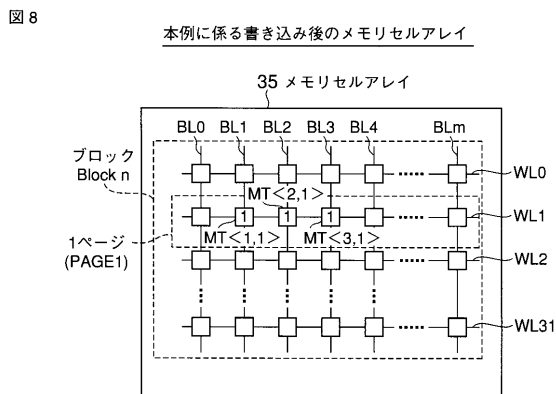 図8
本例に係る書き込み後のメモリセルアレイ
35 メモリセルアレイ
BL0 BL1 BL2 BL3 BL4 BLm
ブロック
Block n
WL0
MT<2,1>
1 1 1
WL1
MT<1,1> MT<3,1>
1ページ
(PAGE1)
WL2
WL31